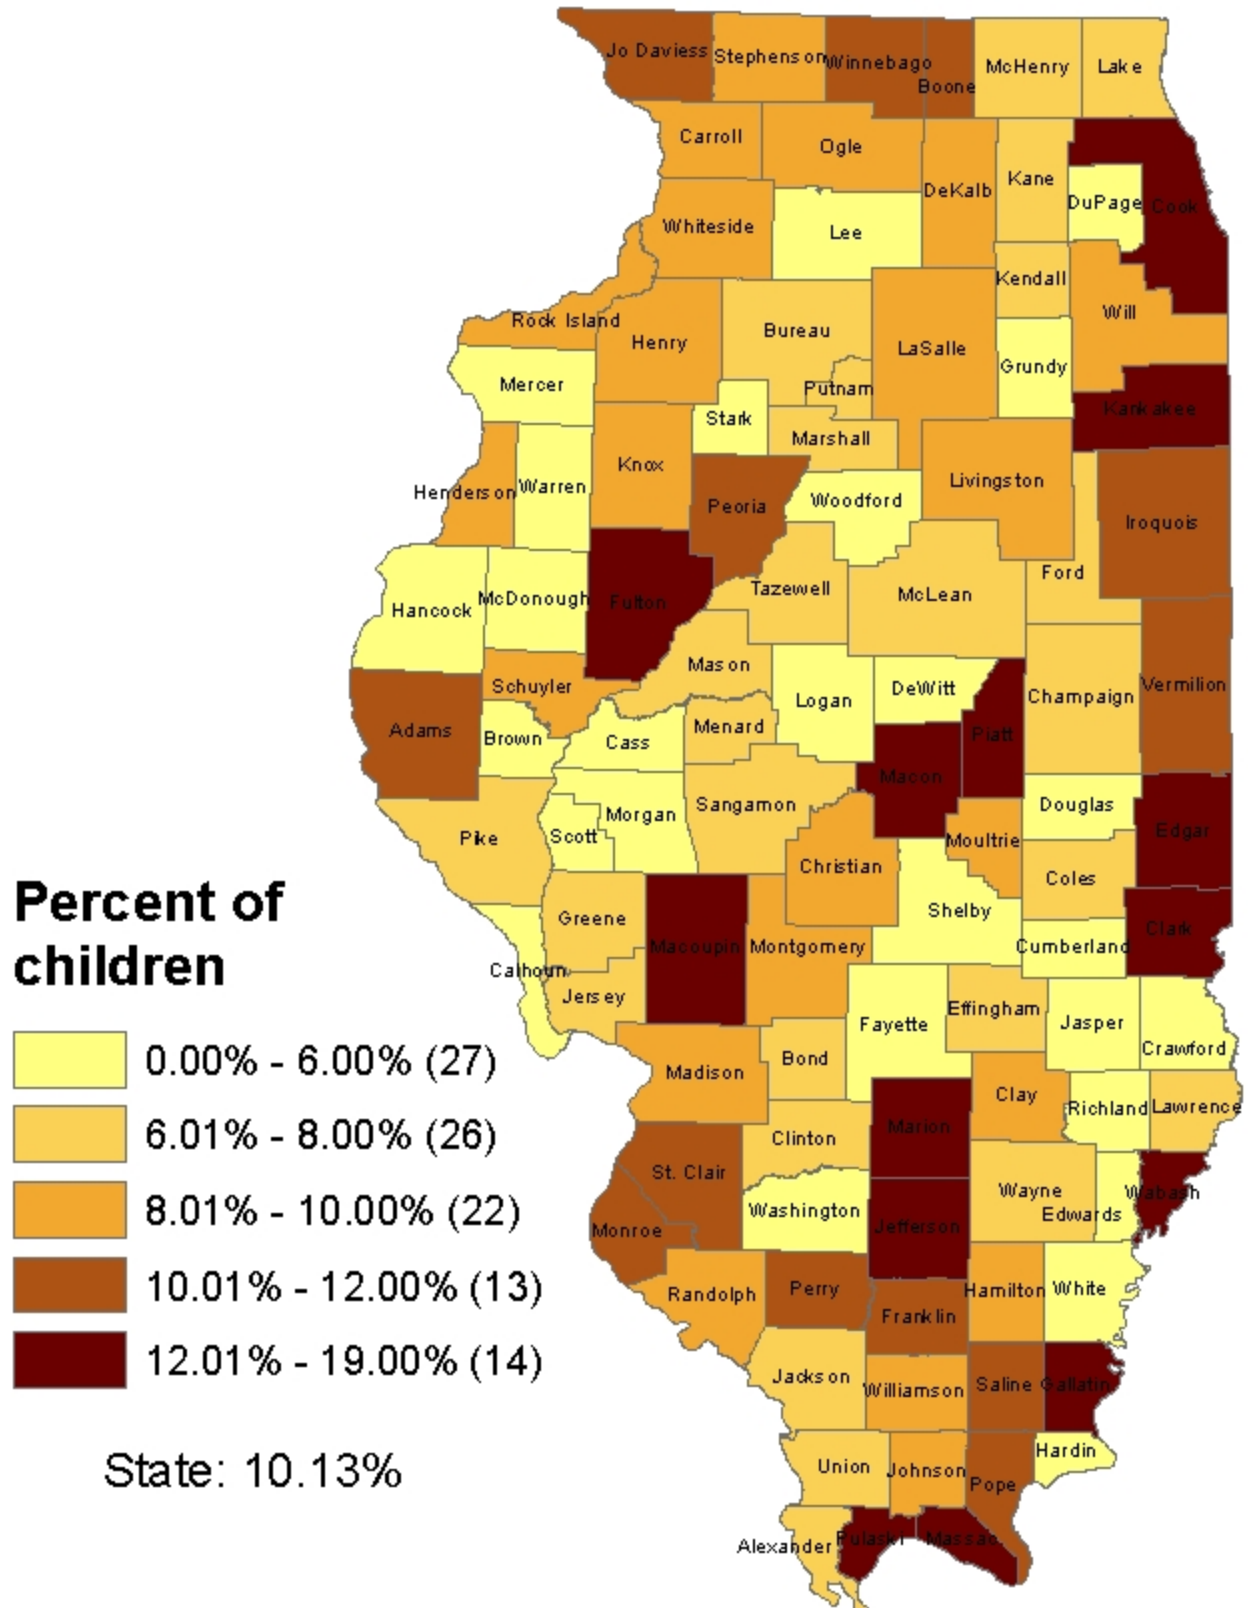 Jo Daviess
Stephenson
Winnebago
Boone
McHenry
Lake
Carroll
Ogle
DeKalb
Kane
DuPage
Cook
Whiteside
Lee
Kendall
Will
Rock Island
Henry
Bureau
LaSalle
Grundy
Mercer
Putnam
Stark
Marshall
Kankakee
Henderson
Warren
Knox
Peoria
Woodford
Livingston
Iroquois
Hancock
McDonough
Fulton
Tazewell
McLean
Ford
Schuyler
Mason
Logan
DeWitt
Champaign
Vermilion
Adams
Brown
Cass
Menard
Piatt
Macon
Pike
Scott
Morgan
Sangamon
Christian
Moultrie
Douglas
Edgar
Coles
Greene
Macoupin
Montgomery
Shelby
Cumberland
Clark
Calhoun
Jersey
Fayette
Effingham
Jasper
Crawford
Madison
Bond
Clay
Richland
Lawrence
Clinton
Marion
St. Clair
Wayne
Edwards
Wabash
Monroe
Washington
Jefferson
Randolph
Perry
Franklin
Hamilton
White
Jackson
Williamson
Saline
Gallatin
Union
Johnson
Pope
Hardin
Alexander
Pulaski
Massac
Percent of
children
0.00% - 6.00% (27)
6.01% - 8.00% (26)
8.01% - 10.00% (22)
10.01% - 12.00% (13)
12.01% - 19.00% (14)
State: 10.13%